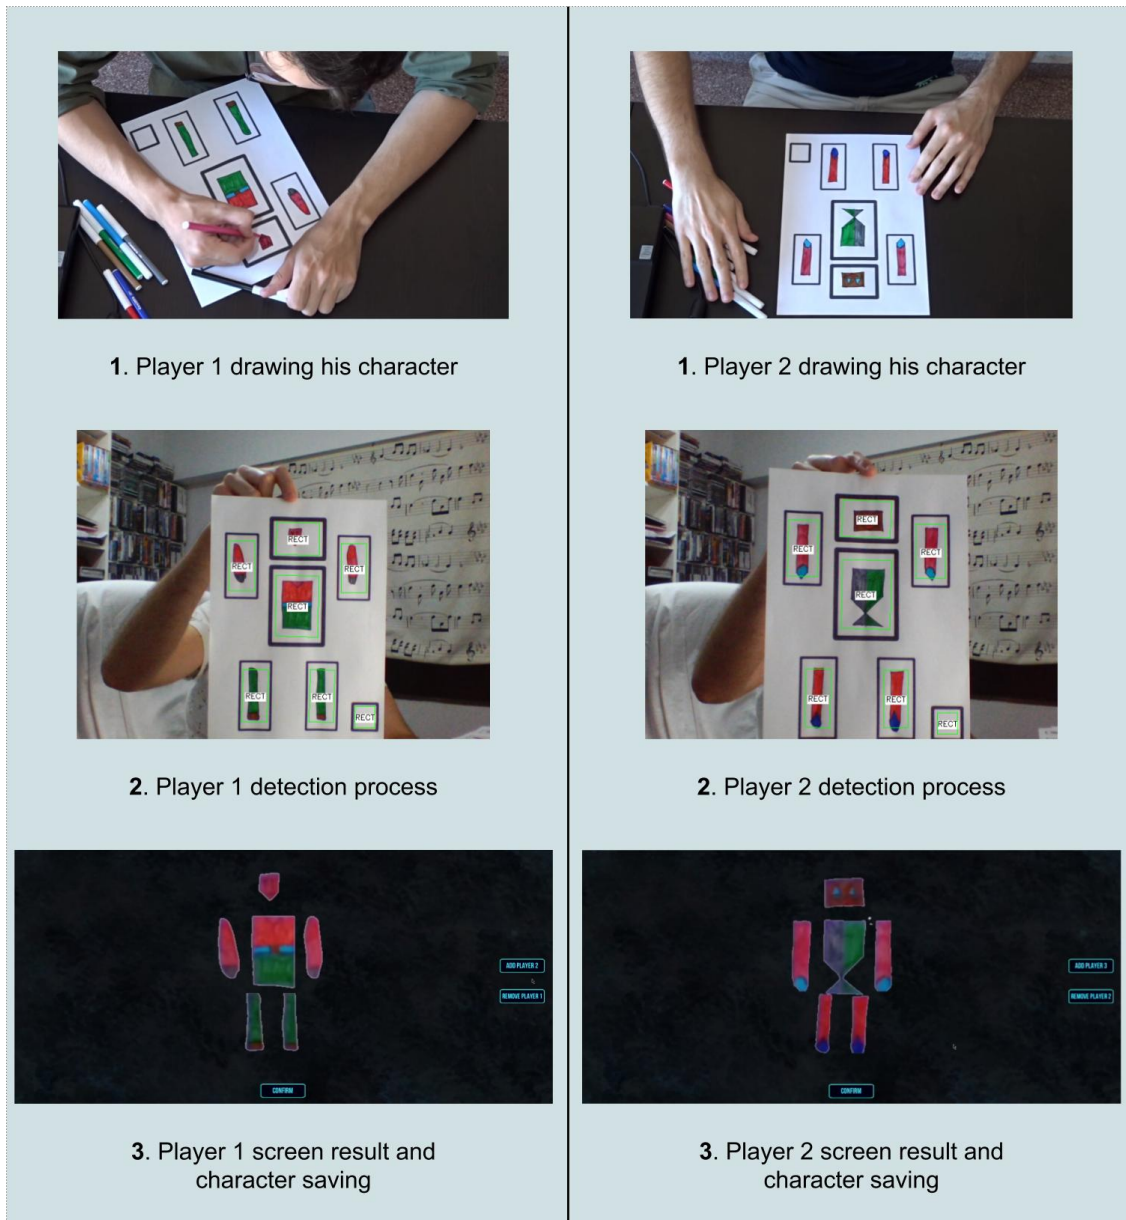 1. Player 1 drawing his character
1. Player 2 drawing his character
RECT
RECT
RECT
RECT
RECT
RECT
RECT
RECT
RECT
RECT
RECT
RECT
RECT
RECT
2. Player 1 detection process
2. Player 2 detection process
ADD PLAYER 2
REMOVE PLAYER 1
CONFIRM
ADD PLAYER 3
REMOVE PLAYER 2
CONFIRM
3. Player 1 screen result and
character saving
3. Player 2 screen result and
character saving